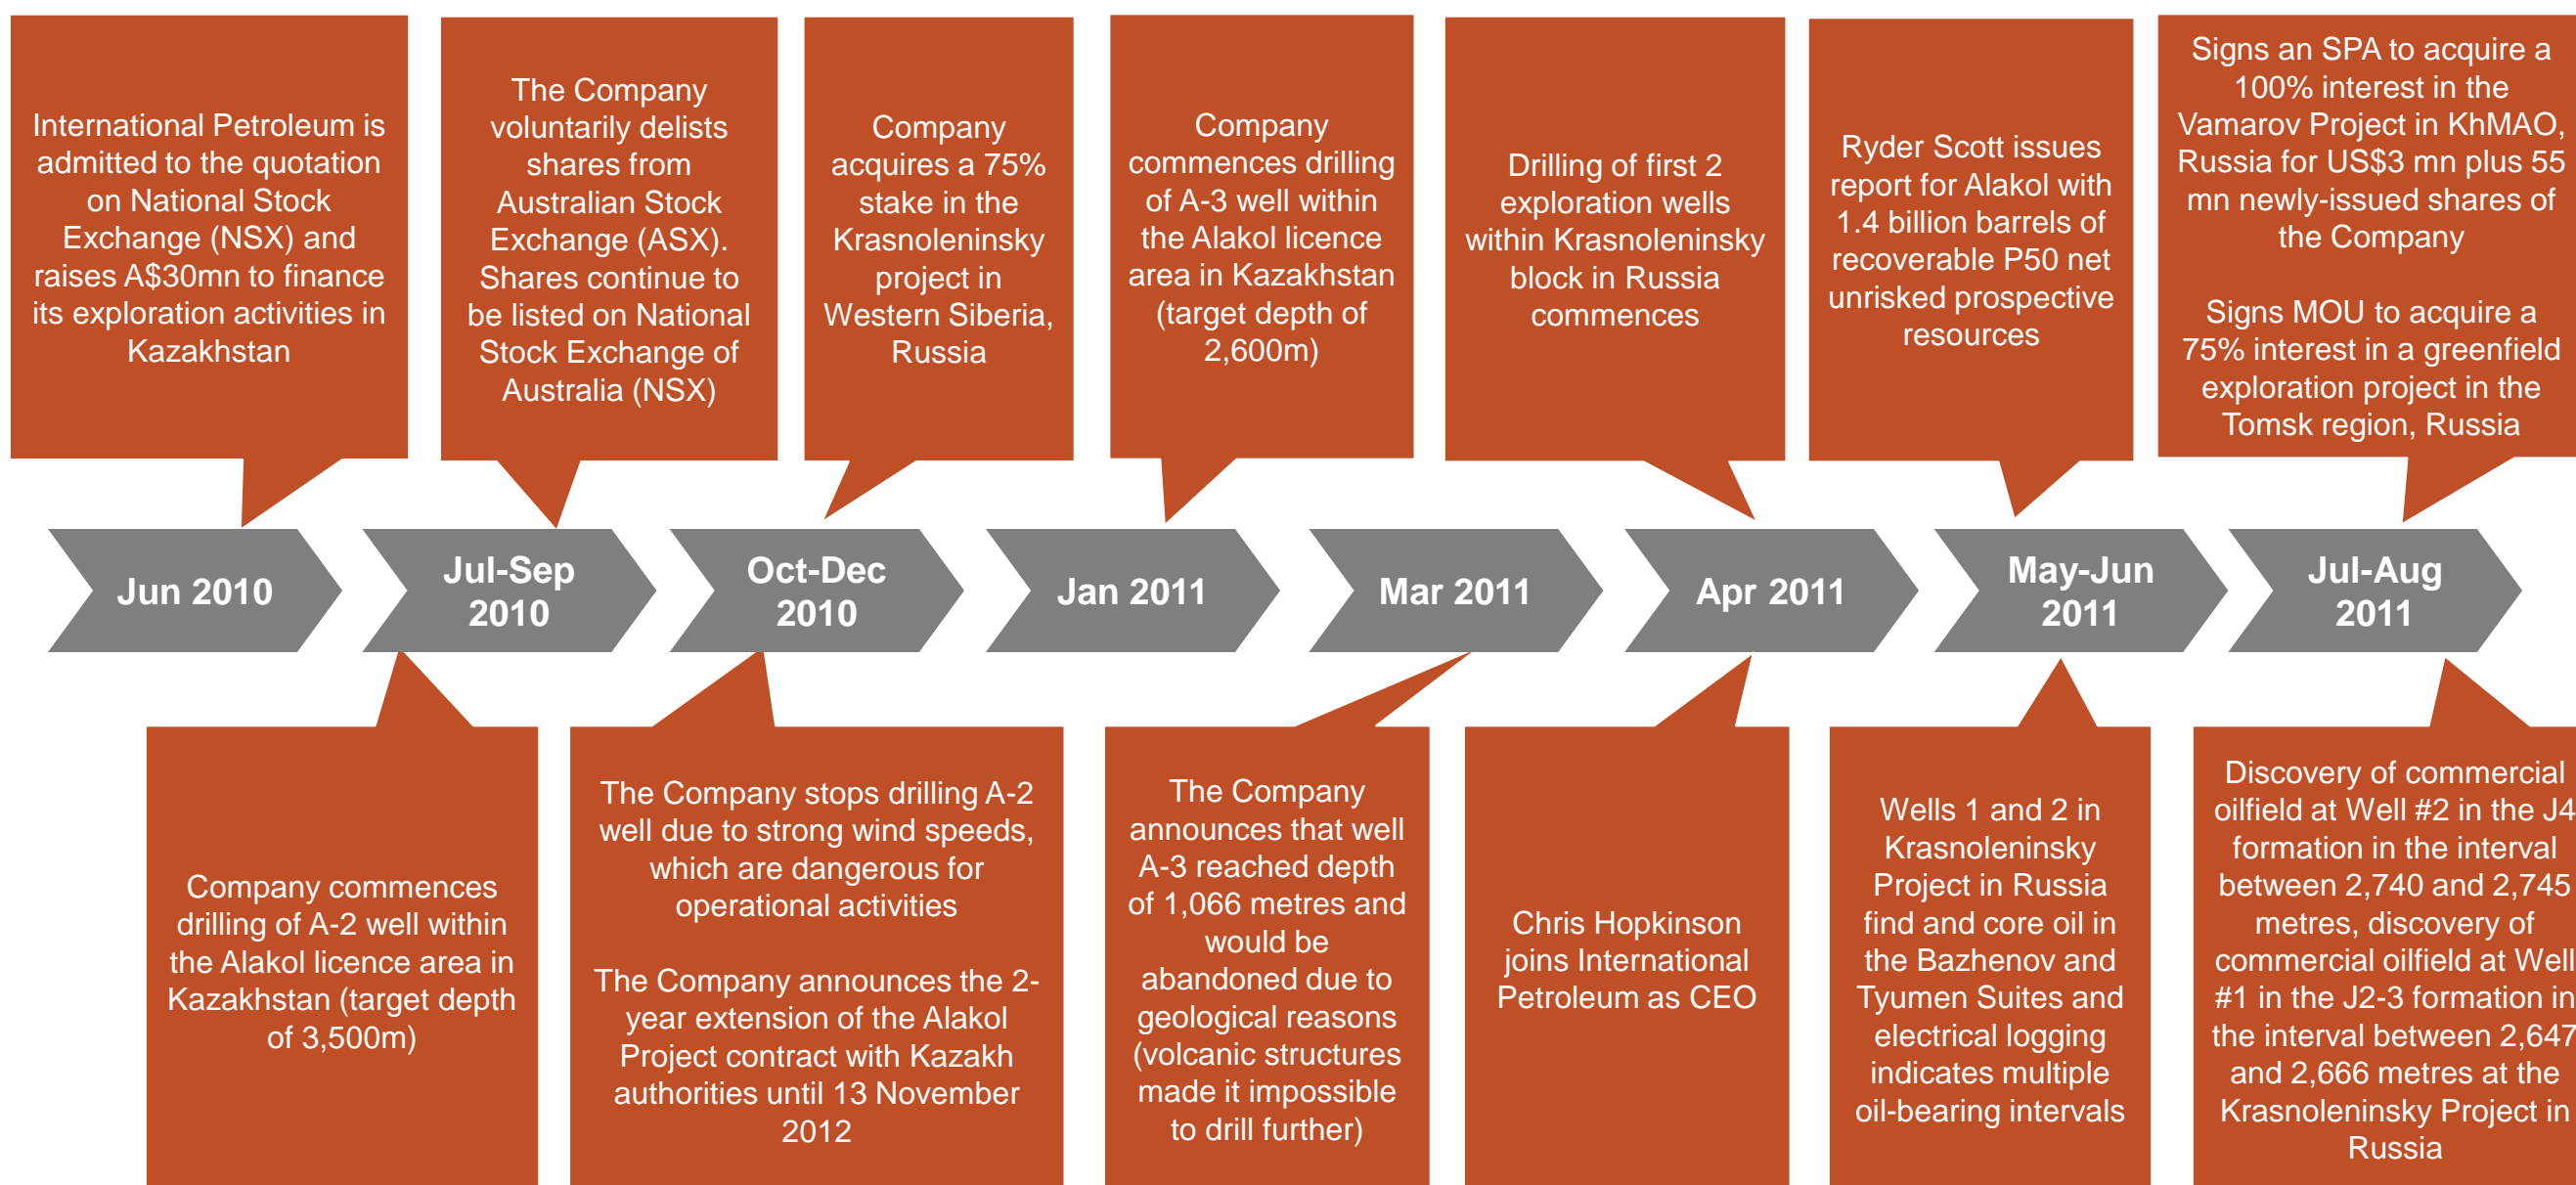 International Petroleum is
admitted to the quotation
on National Stock
Exchange (NSX) and
raises A$30mn to finance
its exploration activities in
Kazakhstan
The Company
voluntarily delists
shares from
Australian Stock
Exchange (ASX).
Shares continue to
be listed on National
Stock Exchange of
Australia (NSX)
Company
acquires a 75%
stake in the
Krasnoleninsky
project in
Western Siberia,
Russia
Company
commences drilling
of A-3 well within
the Alakol licence
area in Kazakhstan
(target depth of
2,600m)
Drilling of first 2
exploration wells
within Krasnoleninsky
block in Russia
commences
Ryder Scott issues
report for Alakol with
1.4 billion barrels of
recoverable P50 net
unrisked prospective
resources
Signs an SPA to acquire a
100% interest in the
Vamarov Project in KhMAO,
Russia for US$3 mn plus 55
mn newly-issued shares of
the Company
Signs MOU to acquire a
75% interest in a greenfield
exploration project in the
Tomsk region, Russia
Jun 2010
Jul-Sep
2010
Oct-Dec
2010
Jan 2011
Mar 2011
Apr 2011
May-Jun
2011
Jul-Aug
2011
Company commences
drilling of A-2 well within
the Alakol licence area in
Kazakhstan (target depth
of 3,500m)
The Company stops drilling A-2
well due to strong wind speeds,
which are dangerous for
operational activities
The Company announces the 2-
year extension of the Alakol
Project contract with Kazakh
authorities until 13 November
2012
The Company
announces that well
A-3 reached depth
of 1,066 metres and
would be
abandoned due to
geological reasons
(volcanic structures
made it impossible
to drill further)
Chris Hopkinson
joins International
Petroleum as CEO
Wells 1 and 2 in
Krasnoleninsky
Project in Russia
find and core oil in
the Bazhenov and
Tyumen Suites and
electrical logging
indicates multiple
oil-bearing intervals
Discovery of commercial
oilfield at Well #2 in the J4
formation in the interval
between 2,740 and 2,745
metres, discovery of
commercial oilfield at Well
#1 in the J2-3 formation in
the interval between 2,647
and 2,666 metres at the
Krasnoleninsky Project in
Russia